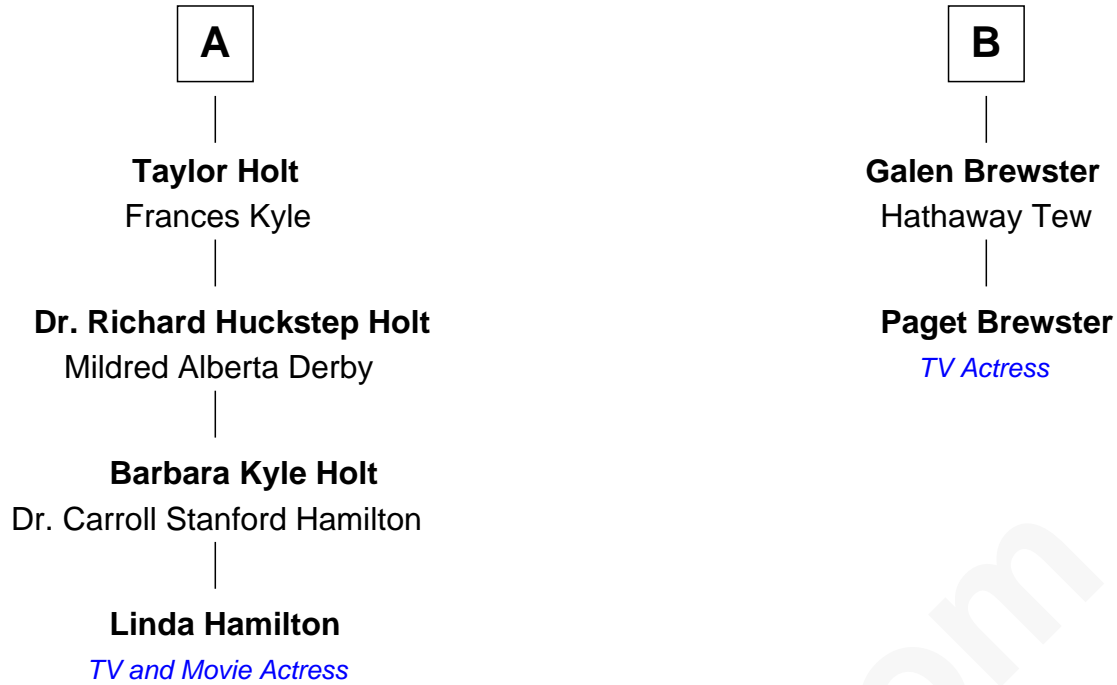 A
Taylor Holt
Frances Kyle
Dr. Richard Huckstep Holt
Mildred Alberta Derby
Barbara Kyle Holt
Dr. Carroll Stanford Hamilton
Linda Hamilton
TV and Movie Actress
B
Galen Brewster
Hathaway Tew
Paget Brewster
TV Actress
om